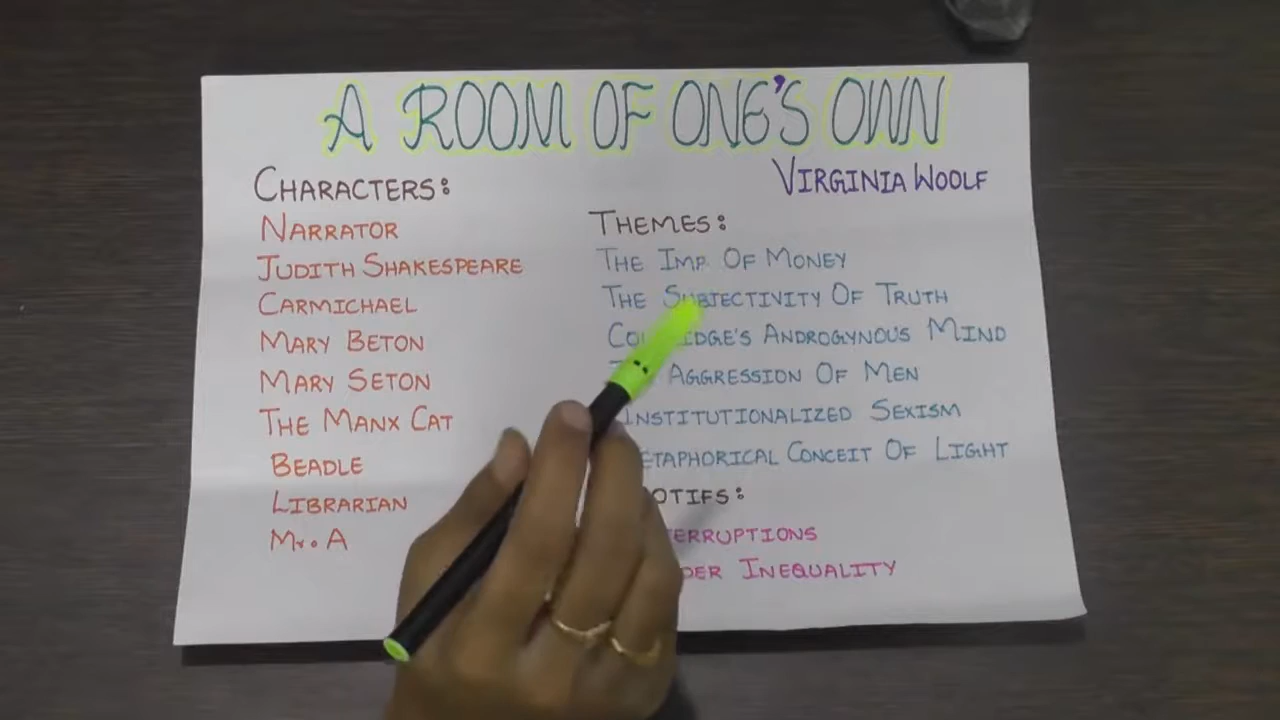 A ROOM OF ONE'S OWN
VIRGINIA WOOLF
CHARACTERS:
NARRATOR
JUDITH SHAKESPEARE
CARMICHAEL
MARY BETON
MARY SETON
THE MANX CAT
BEADLE
LIBRARIAN
Mr. A
THEMES:
THE IMP OF MONEY
THE SUBJECTIVITY OF TRUTH
ANDROGYNOUS MIND
AGGRESSION OF MEN
INSTITUTIONALIZED SEXISM
CONCEIT OF LIGHT
INEQUALITY